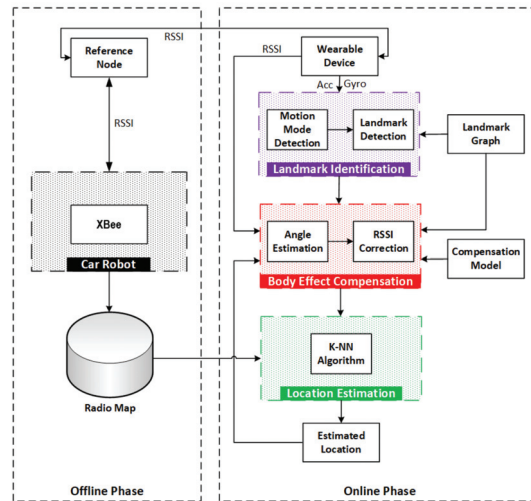 RSSI
RSSI
Reference
Node
Wearable
Device
Acc
Gyro
RSSI
Motion
Mode
Detection
Landmark
Detection
Landmark Identification
Landmark
Graph
XBee
Car Robot
Angle
Estimation
RSSI
Correction
Body Effect Compensation
Compensation
Model
K-NN
Algorithm
Location Estimation
Radio Map
Estimated
Location
Offline Phase
Online Phase